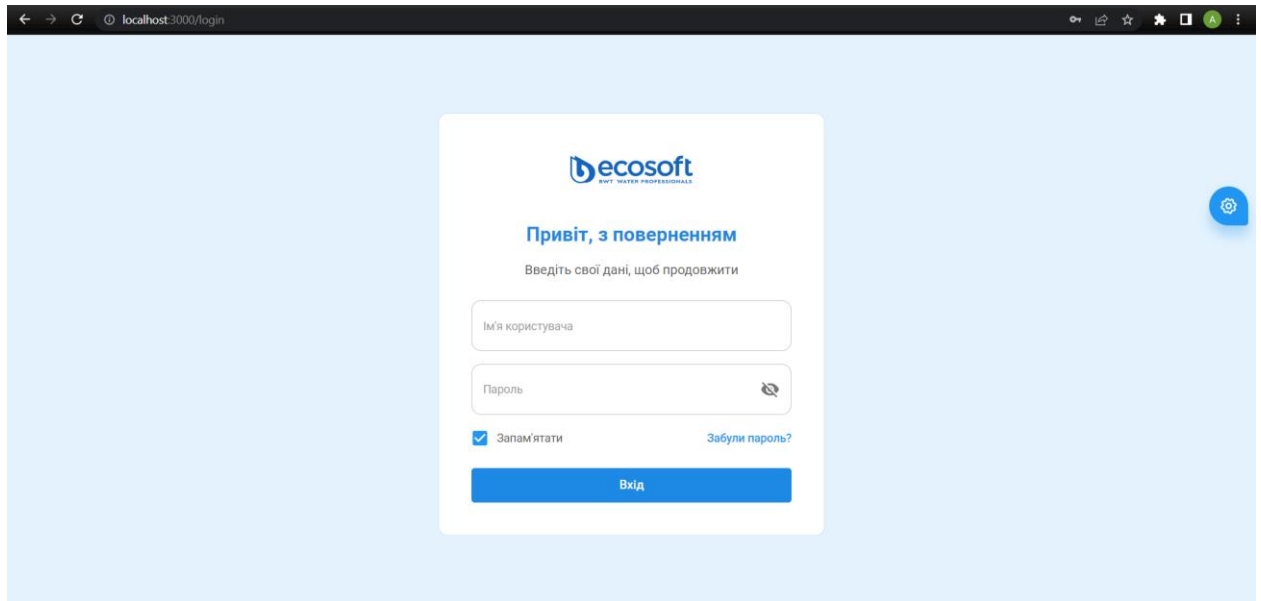 localhost:3000/login
A
ecosoft
BWT WATER PROFESSIONALS
Привіт, з поверненням
Введіть свої дані, щоб продовжити
Ім'я користувача
Пароль
Запам'ятати
Забули пароль?
Вхід